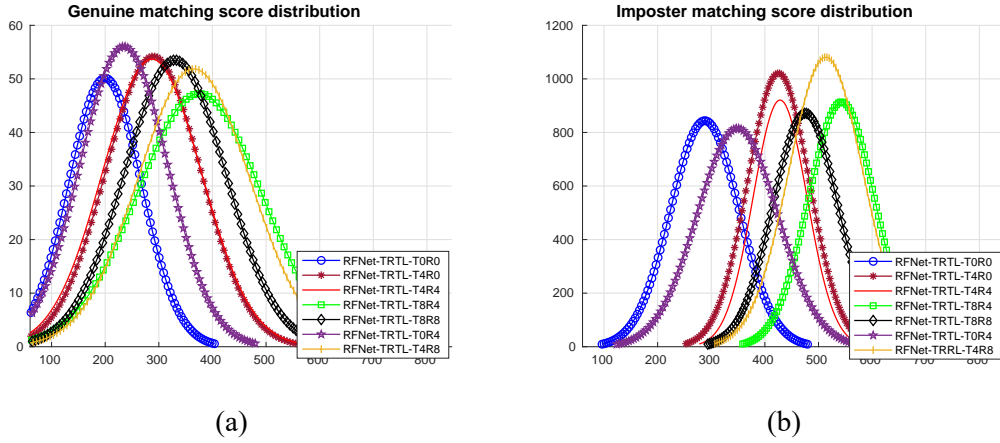 Genuine matching score distribution
60
50
40
30
20
10
0
100 200 300 400 500 600 700 800
RFNet-TRTL-T0R0
RFNet-TRTL-T4R0
RFNet-TRTL-T4R4
RFNet-TRTL-T8R4
RFNet-TRTL-T8R8
RFNet-TRTL-T0R4
RFNet-TRTL-T4R8
(a)
Imposter matching score distribution
1200
1000
800
600
400
200
0
100 200 300 400 500 600 700 800
RFNet-TRTL-T0R0
RFNet-TRTL-T4R0
RFNet-TRTL-T4R4
RFNet-TRTL-T8R4
RFNet-TRTL-T8R8
RFNet-TRTL-T0R4
RFNet-TRRL-T4R8
(b)